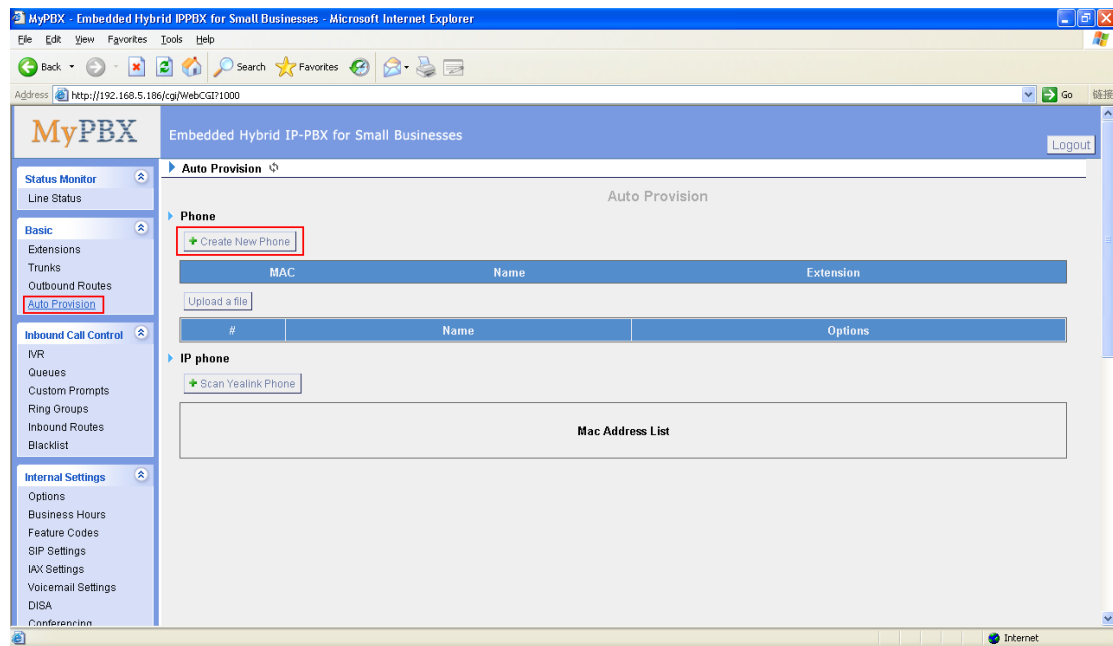 MyPBX - Embedded Hybrid IPPBX for Small Businesses - Microsoft Internet Explorer
File Edit View Favorites Tools Help
Back Search Favorites
Address http://192.168.5.186/cgi/WebCGI?1000 Go 链接
MyPBX
Embedded Hybrid IP-PBX for Small Businesses
Logout
Status Monitor
Line Status
Basic
Extensions
Trunks
Outbound Routes
Auto Provision
Inbound Call Control
IVR
Queues
Custom Prompts
Ring Groups
Inbound Routes
Blacklist
Internal Settings
Options
Business Hours
Feature Codes
SIP Settings
IAX Settings
Voicemail Settings
DISA
Conferencing
Auto Provision
Auto Provision
Phone
Create New Phone
MAC Name Extension
Upload a file
# Name Options
IP phone
Scan Yealink Phone
Mac Address List
Internet